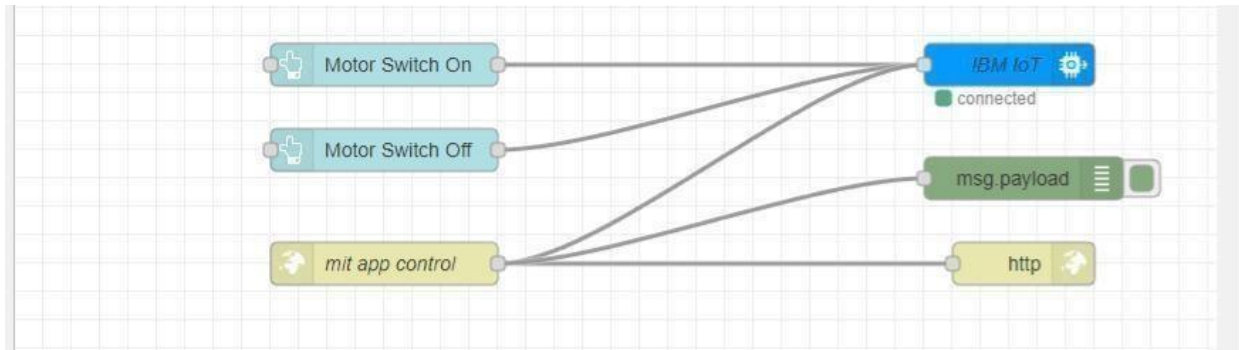 Motor Switch On
IBM IoT
connected
Motor Switch Off
msg.payload
mit app control
http